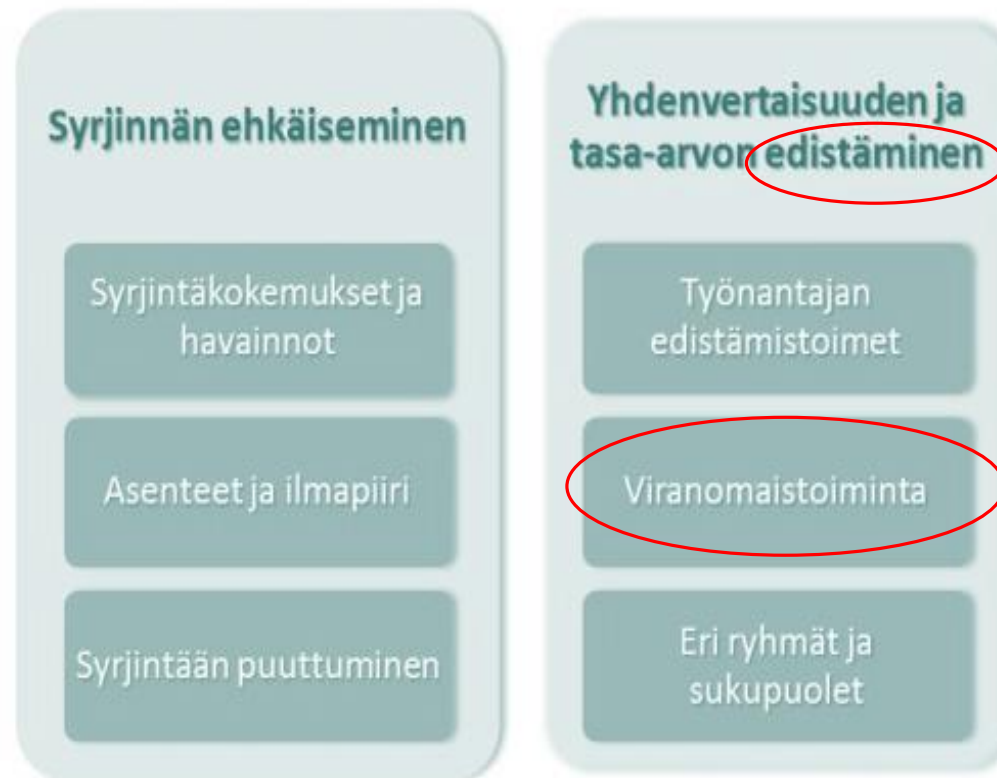 Syrjinnän ehkäiseminen
Syrjintäkokemukset ja
havainnot
Asenteet ja ilmapiiri
Syrjintään puuttuminen
Yhdenvertaisuuden ja
tasa-arvon edistäminen
Työnantajan
edistämistoimet
Viranomaistoiminta
Eri ryhmät ja
sukupuolet